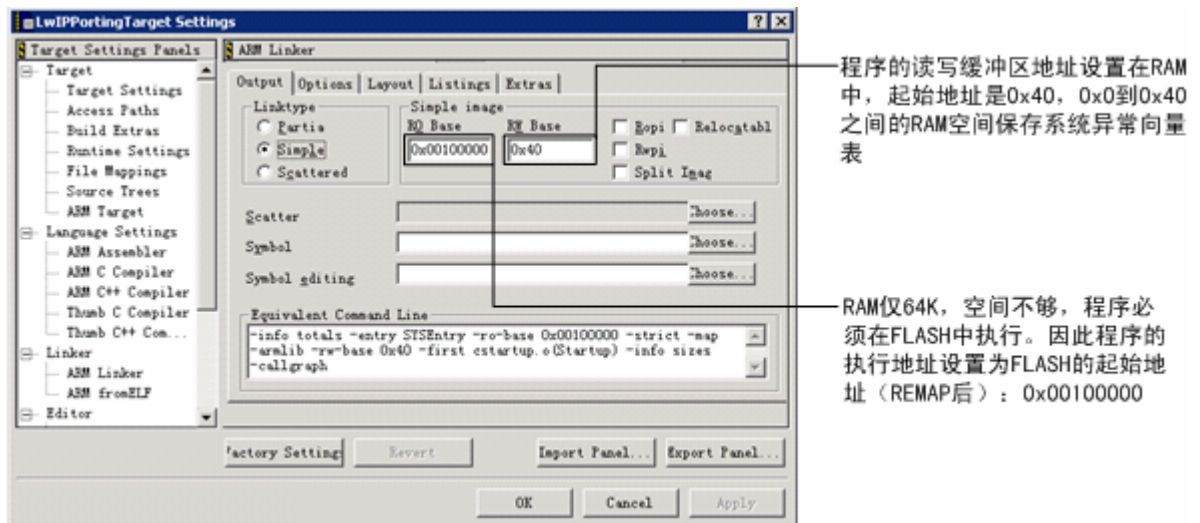 LwIPPortingTarget Settings
Target Settings Panels
Target
Target Settings
Access Paths
Build Extras
Runtime Settings
File Mappings
Source Trees
ARM Target
Language Settings
ARM Assembler
ARM C Compiler
ARM C++ Compiler
Thumb C Compiler
Thumb C++ Com...
Linker
ARM Linker
ARM fromELF
Editor
ARM Linker
Output Options Layout Listings Extras
Linktype
Partia
Simple
Scattered
Simple image
RO Base
RW Base
0x00100000
0x40
Ropi
Relocatabl
Rwpi
Split Imag
Scatter
Choose...
Symbol
Choose...
Symbol editing
Choose...
Equivalent Command Line
-info totals -entry SYSEntry -ro-base 0x00100000 -strict -map
-armlib -rw-base 0x40 -first cstartup.o(Startup) -info sizes
-callgraph
Factory Setting
Revert
Import Panel...
Export Panel...
OK
Cancel
Apply
程序的读写缓冲区地址设置在RAM
中，起始地址是0x40，0x0到0x40
之间的RAM空间保存系统异常向量
表
RAM仅64K，空间不够，程序必
须在FLASH中执行。因此程序的
执行地址设置为FLASH的起始地
址（REMAP后）：0x00100000